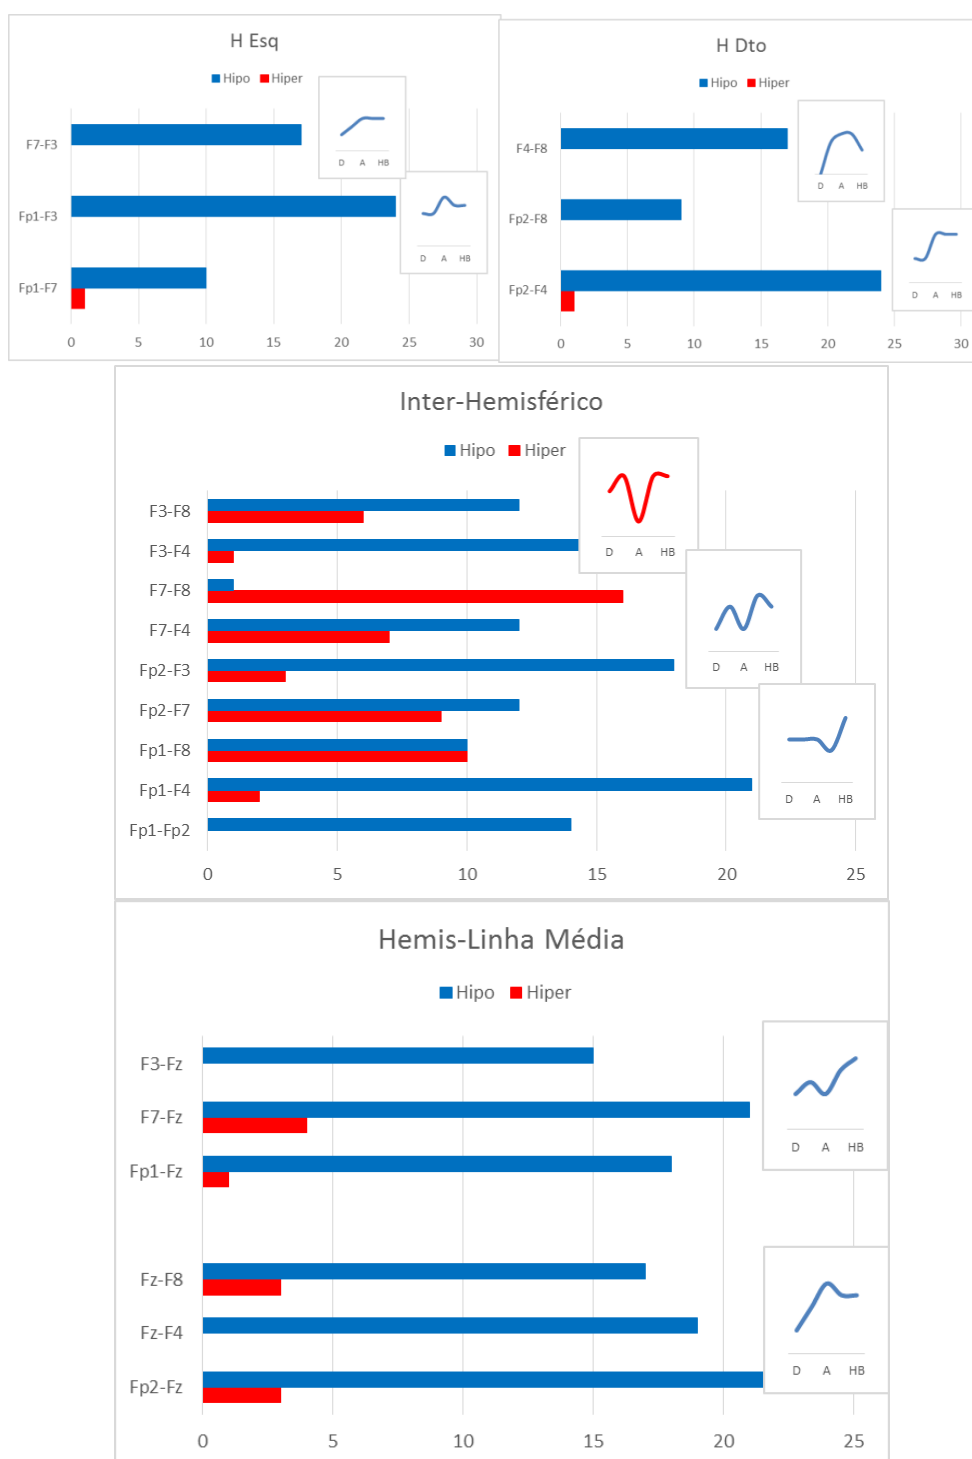 H Esq
Hipo Hiper
F7-F3
D A HB
Fp1-F3
D A HB
Fp1-F7
0 5 10 15 20 25 30
H Dto
Hipo Hiper
F4-F8
D A HB
Fp2-F8
D A HB
Fp2-F4
0 5 10 15 20 25 30
Inter-Hemisférico
Hipo Hiper
F3-F8
F3-F4
D A HB
F7-F8
F7-F4
Fp2-F3
D A HB
Fp2-F7
Fp1-F8
Fp1-F4
D A HB
Fp1-Fp2
0 5 10 15 20 25
Hemis-Linha Média
Hipo Hiper
F3-Fz
F7-Fz
D A HB
Fp1-Fz
Fz-F8
Fz-F4
D A HB
Fp2-Fz
0 5 10 15 20 25